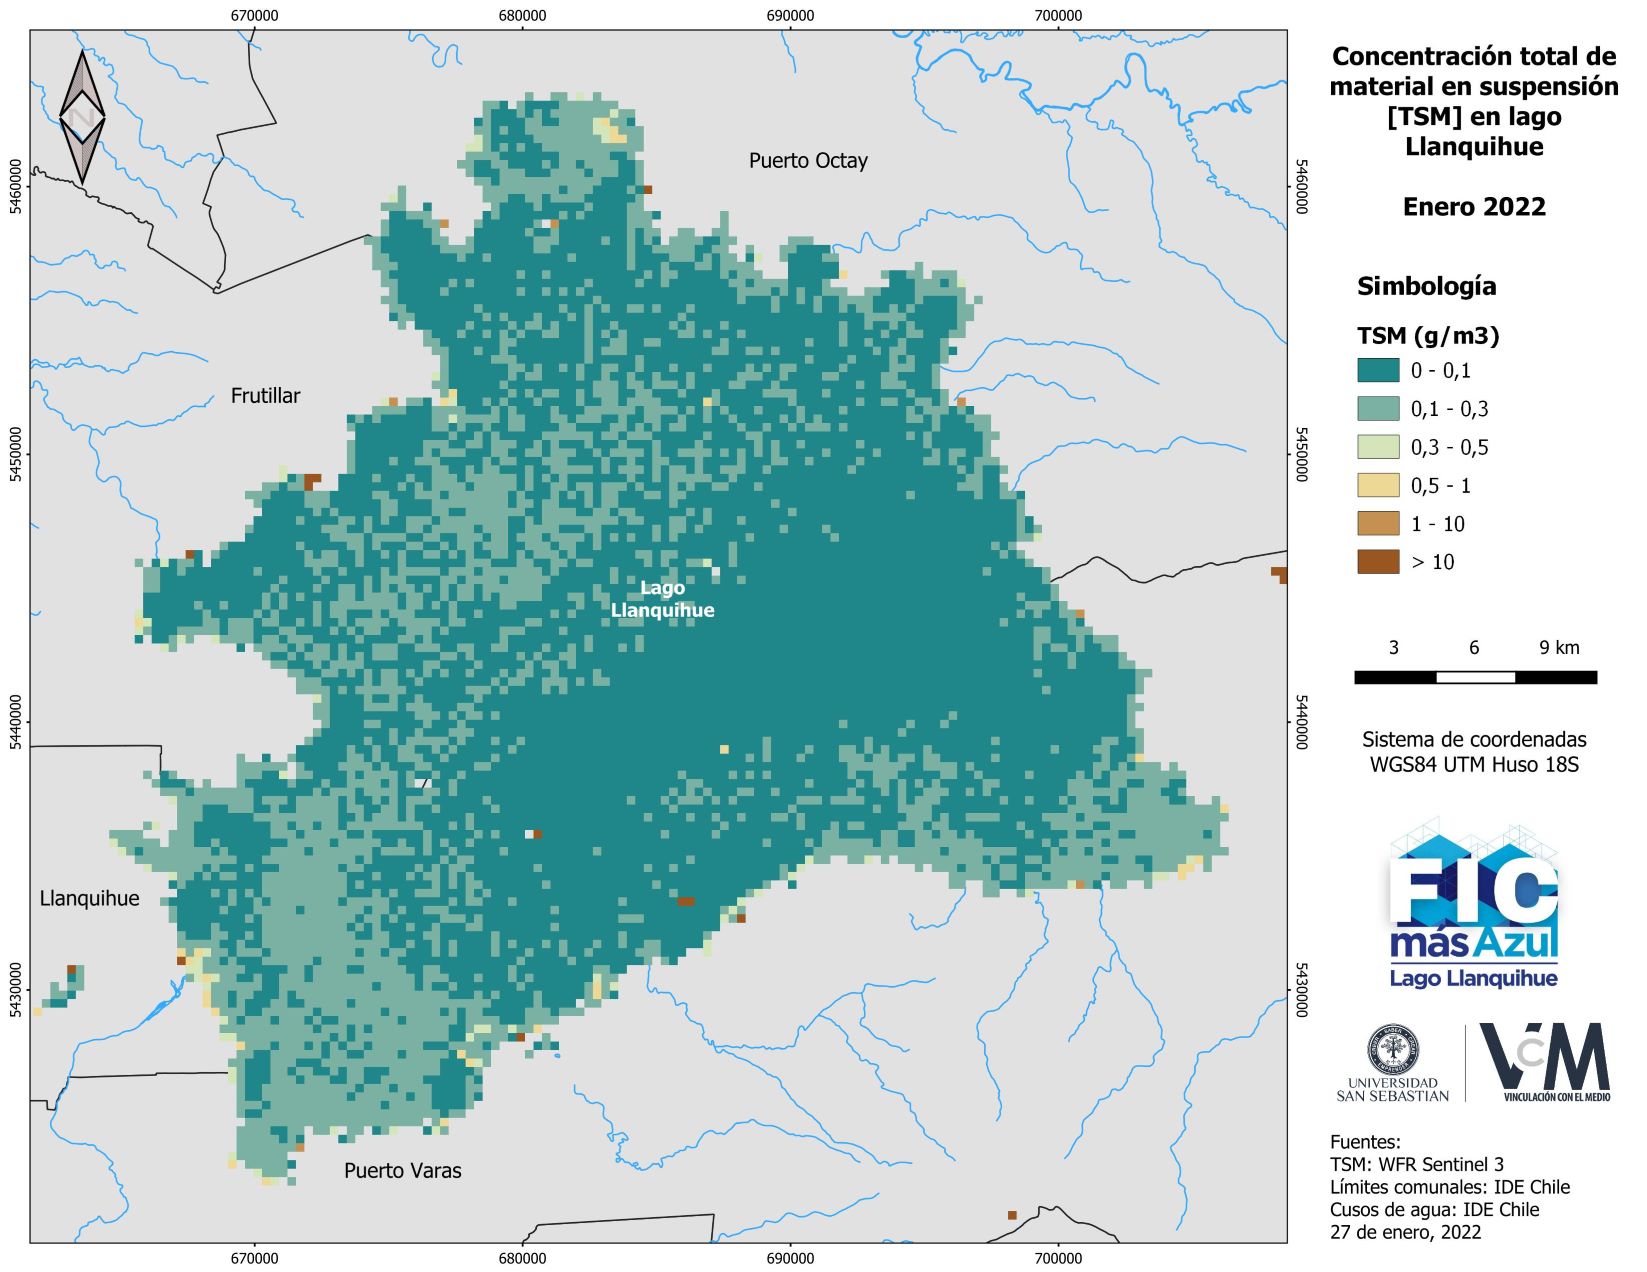 670000
680000
690000
700000
Concentración total de
material en suspensión
[TSM] en lago
Llanquihue
Enero 2022
N
Puerto Octay
5460000
5460000
Simbología
TSM (g/m3)
0 - 0,1
0,1 - 0,3
0,3 - 0,5
0,5 - 1
1 - 10
> 10
Frutillar
5450000
5450000
Lago
Llanquihue
3 6 9 km
5440000
5440000
Sistema de coordenadas
WGS84 UTM Huso 18S
FIC
más Azul
Lago Llanquihue
Llanquihue
5430000
5430000
UNIVERSIDAD
SAN SEBASTIAN
VCM
VINCULACIÓN CON EL MEDIO
Puerto Varas
Fuentes:
TSM: WFR Sentinel 3
Límites comunales: IDE Chile
Cusos de agua: IDE Chile
27 de enero, 2022
670000
680000
690000
700000